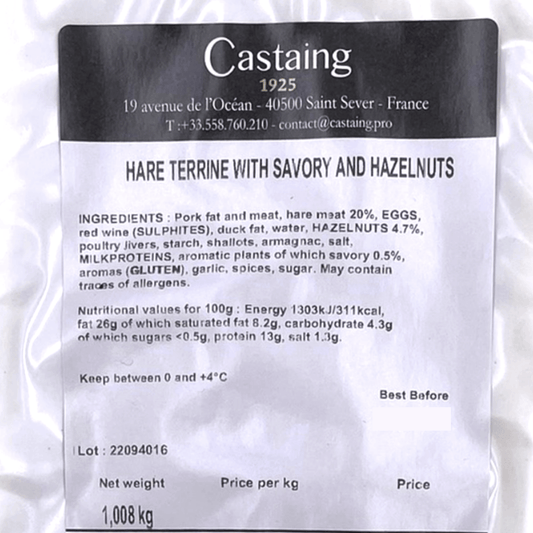 Castaing
1925
19 avenue de l'Océan - 40500 Saint Sever - France
T :+33.558.760.210 - contact@castaing.pro
HARE TERRINE WITH SAVORY AND HAZELNUTS
INGREDIENTS : Pork fat and meat, hare meat 20%, EGGS,
red wine (SULPHITES), duck fat, water, HAZELNUTS 4.7%,
poultry livers, starch, shallots, armagnac, salt,
MILKPROTEINS, aromatic plants of which savory 0.5%,
aromas (GLUTEN), garlic, spices, sugar. May contain
traces of allergens.
Nutritional values for 100g : Energy 1303kJ/311kcal,
fat 26g of which saturated fat 8.2g, carbohydrate 4.3g
of which sugars <0.5g, protein 13g, salt 1.3g.
Keep between 0 and +4°C
Best Before
Lot : 22094016
Net weight Price per kg Price
1,008 kg